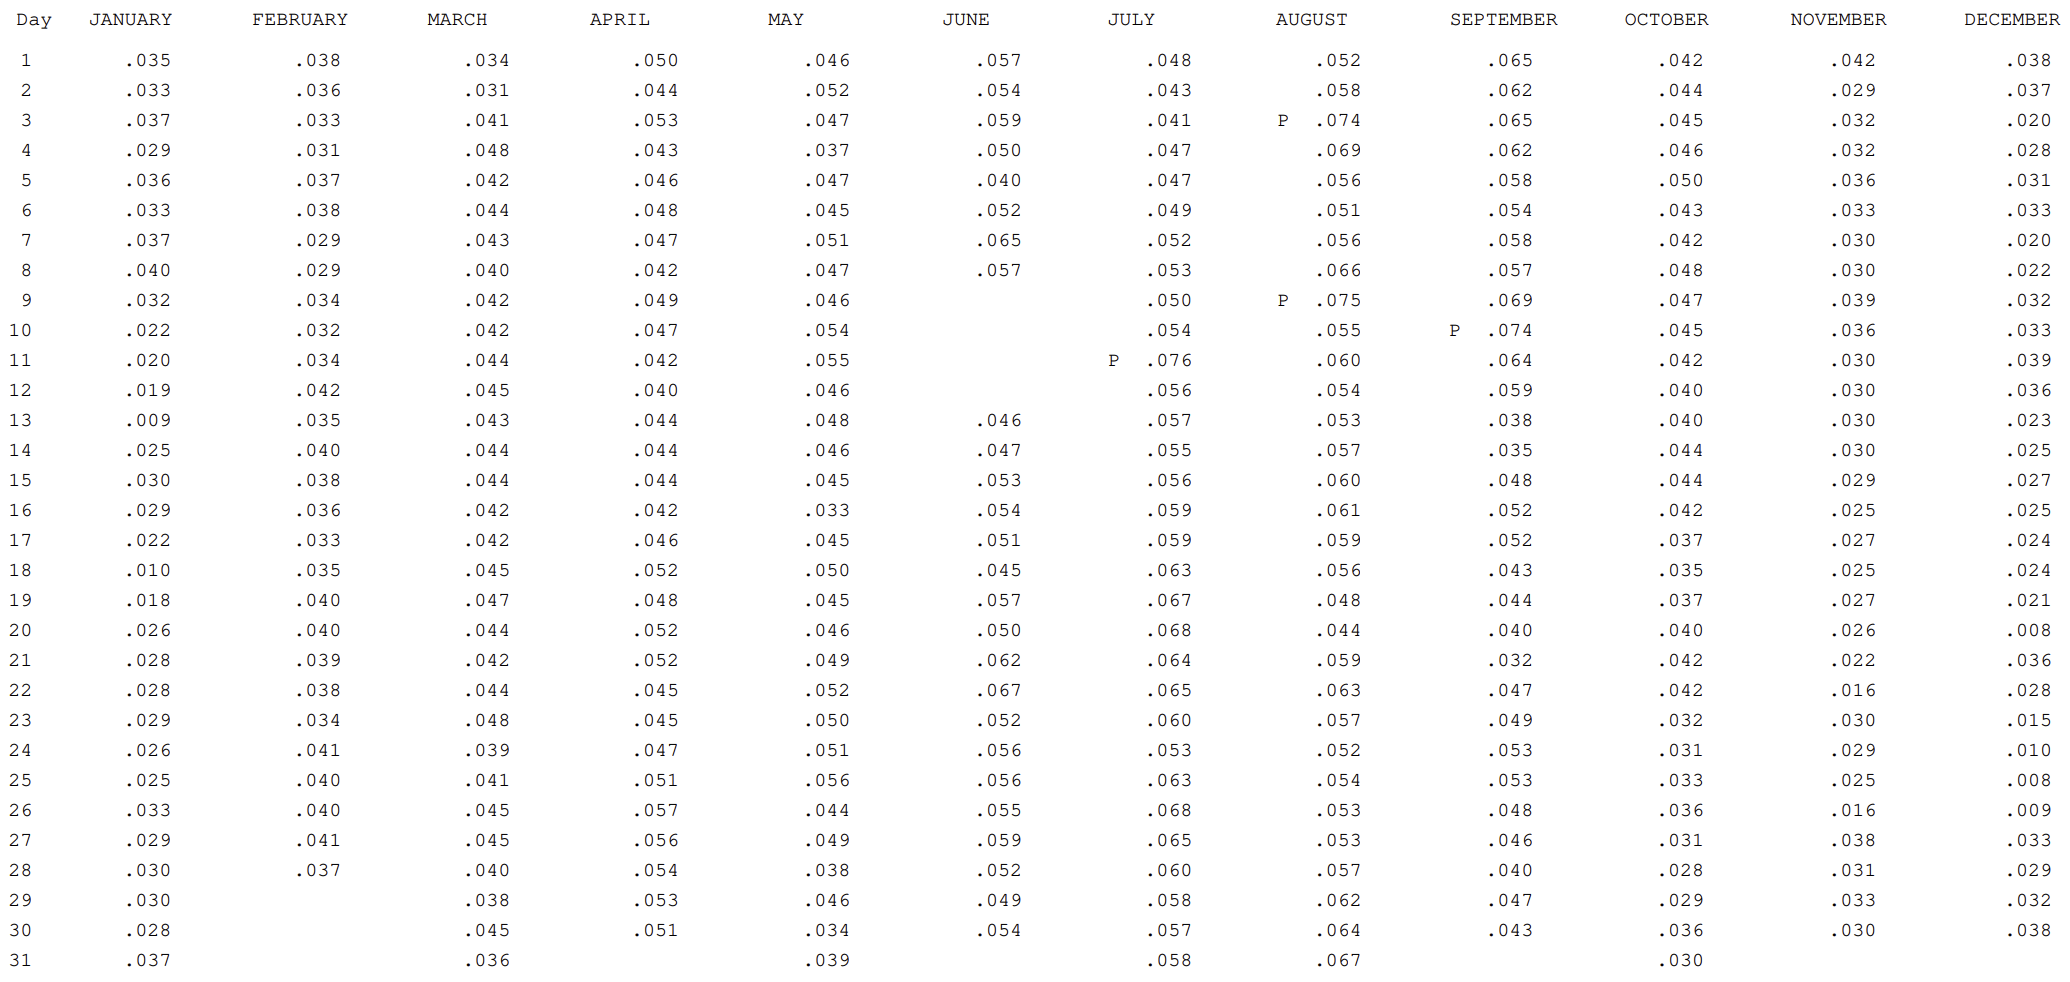 Day JANUARY FEBRUARY MARCH APRIL MAY JUNE JULY AUGUST SEPTEMBER OCTOBER NOVEMBER DECEMBER
1 .035 .038 .034 .050 .046 .057 .048 .052 .065 .042 .042 .038
2 .033 .036 .031 .044 .052 .054 .043 .058 .062 .044 .029 .037
3 .037 .033 .041 .053 .047 .059 .041 P .074 .065 .045 .032 .020
4 .029 .031 .048 .043 .037 .050 .047 .069 .062 .046 .032 .028
5 .036 .037 .042 .046 .047 .040 .047 .056 .058 .050 .036 .031
6 .033 .038 .044 .048 .045 .052 .049 .051 .054 .043 .033 .033
7 .037 .029 .043 .047 .051 .065 .052 .056 .058 .042 .030 .020
8 .040 .029 .040 .042 .047 .057 .053 .066 .057 .048 .030 .022
9 .032 .034 .042 .049 .046 .050 P .075 .069 .047 .039 .032
10 .022 .032 .042 .047 .054 .054 .055 P .074 .045 .036 .033
11 .020 .034 .044 .042 .055 P .076 .060 .064 .042 .030 .039
12 .019 .042 .045 .040 .046 .056 .054 .059 .040 .030 .036
13 .009 .035 .043 .044 .048 .046 .057 .053 .038 .040 .030 .023
14 .025 .040 .044 .044 .046 .047 .055 .057 .035 .044 .030 .025
15 .030 .038 .044 .044 .045 .053 .056 .060 .048 .044 .029 .027
16 .029 .036 .042 .042 .033 .054 .059 .061 .052 .042 .025 .025
17 .022 .033 .042 .046 .045 .051 .059 .059 .052 .037 .027 .024
18 .010 .035 .045 .052 .050 .045 .063 .056 .043 .035 .025 .024
19 .018 .040 .047 .048 .045 .057 .067 .048 .044 .037 .027 .021
20 .026 .040 .044 .052 .046 .050 .068 .044 .040 .040 .026 .008
21 .028 .039 .042 .052 .049 .062 .064 .059 .032 .042 .022 .036
22 .028 .038 .044 .045 .052 .067 .065 .063 .047 .042 .016 .028
23 .029 .034 .048 .045 .050 .052 .060 .057 .049 .032 .030 .015
24 .026 .041 .039 .047 .051 .056 .053 .052 .053 .031 .029 .010
25 .025 .040 .041 .051 .056 .056 .063 .054 .053 .033 .025 .008
26 .033 .040 .045 .057 .044 .055 .068 .053 .048 .036 .016 .009
27 .029 .041 .045 .056 .049 .059 .065 .053 .046 .031 .038 .033
28 .030 .037 .040 .054 .038 .052 .060 .057 .040 .028 .031 .029
29 .030 .038 .053 .046 .049 .058 .062 .047 .029 .033 .032
30 .028 .045 .051 .034 .054 .057 .064 .043 .036 .030 .038
31 .037 .036 .039 .058 .067 .030